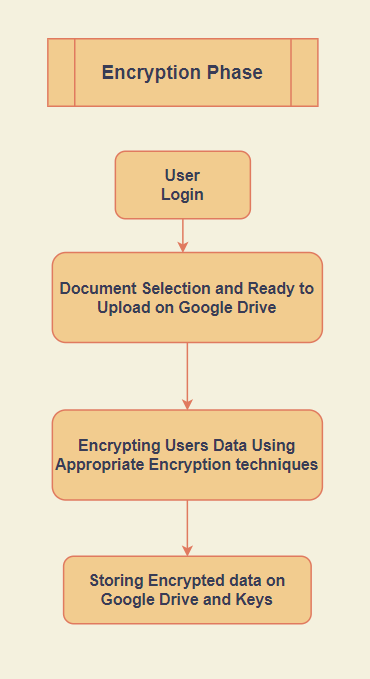 Encryption Phase
User
Login
Document Selection and Ready to
Upload on Google Drive
Encrypting Users Data Using
Appropriate Encryption techniques
Storing Encrypted data on
Google Drive and Keys